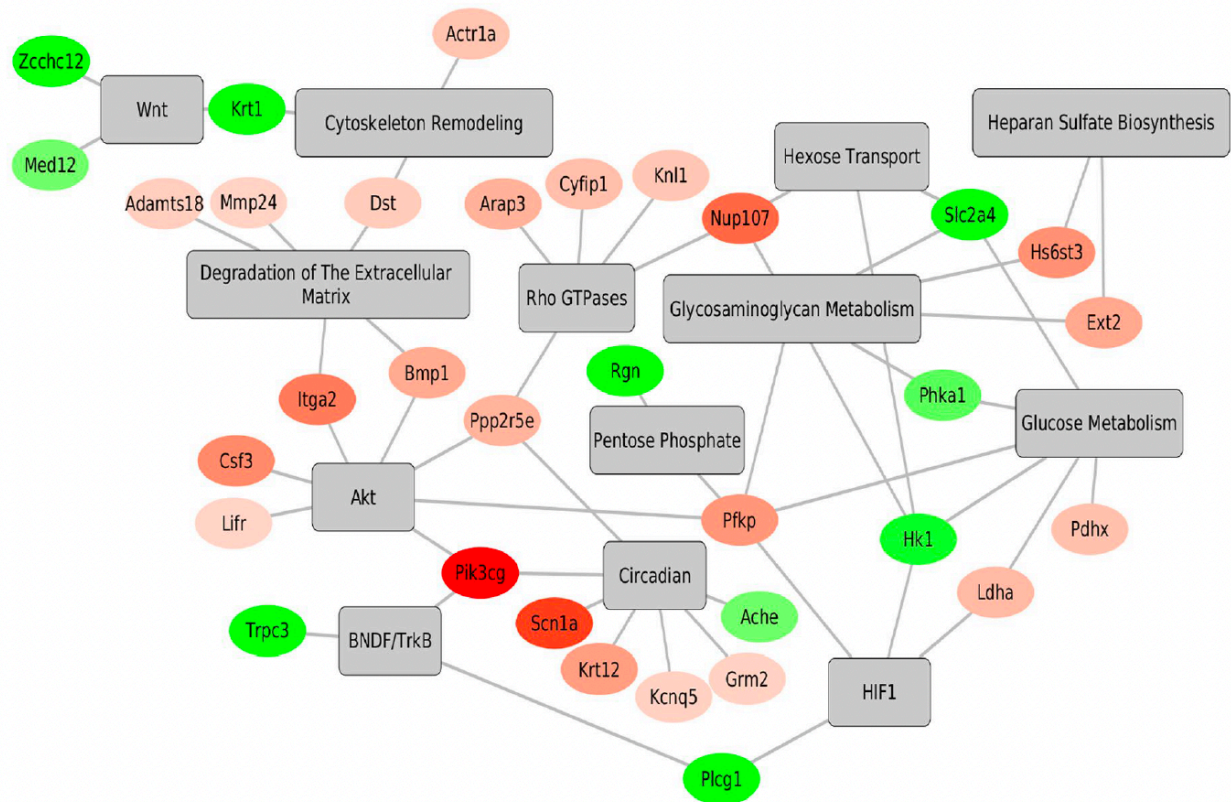 Actr1a
Zcchc12
Wnt
Krt1
Cytoskeleton Remodeling
Heparan Sulfate Biosynthesis
Hexose Transport
Med12
Adamts18
Mmp24
Dst
Arap3
Cyfip1
Knl1
Nup107
Slc2a4
Hs6st3
Degradation of The Extracellular
Matrix
Rho GTPases
Glycosaminoglycan Metabolism
Ext2
Itga2
Bmp1
Rgn
Phka1
Ppp2r5e
Pentose Phosphate
Glucose Metabolism
Csf3
Akt
Lifr
Pfkp
Hk1
Pdhx
Pik3cg
Circadian
Ldha
Trpc3
BNDF/TrkB
Scn1a
Ache
Krt12
Kcnq5
Grm2
HIF1
Plcg1